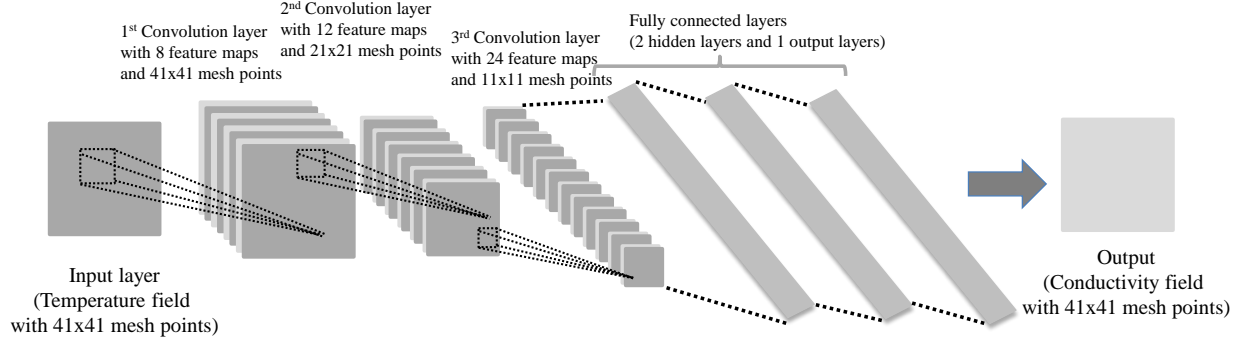 1st Convolution layer
with 8 feature maps
and 41x41 mesh points
2nd Convolution layer
with 12 feature maps
and 21x21 mesh points
3rd Convolution layer
with 24 feature maps
and 11x11 mesh points
Fully connected layers
(2 hidden layers and 1 output layers)
Input layer
(Temperature field
with 41x41 mesh points)
Output
(Conductivity field
with 41x41 mesh points)